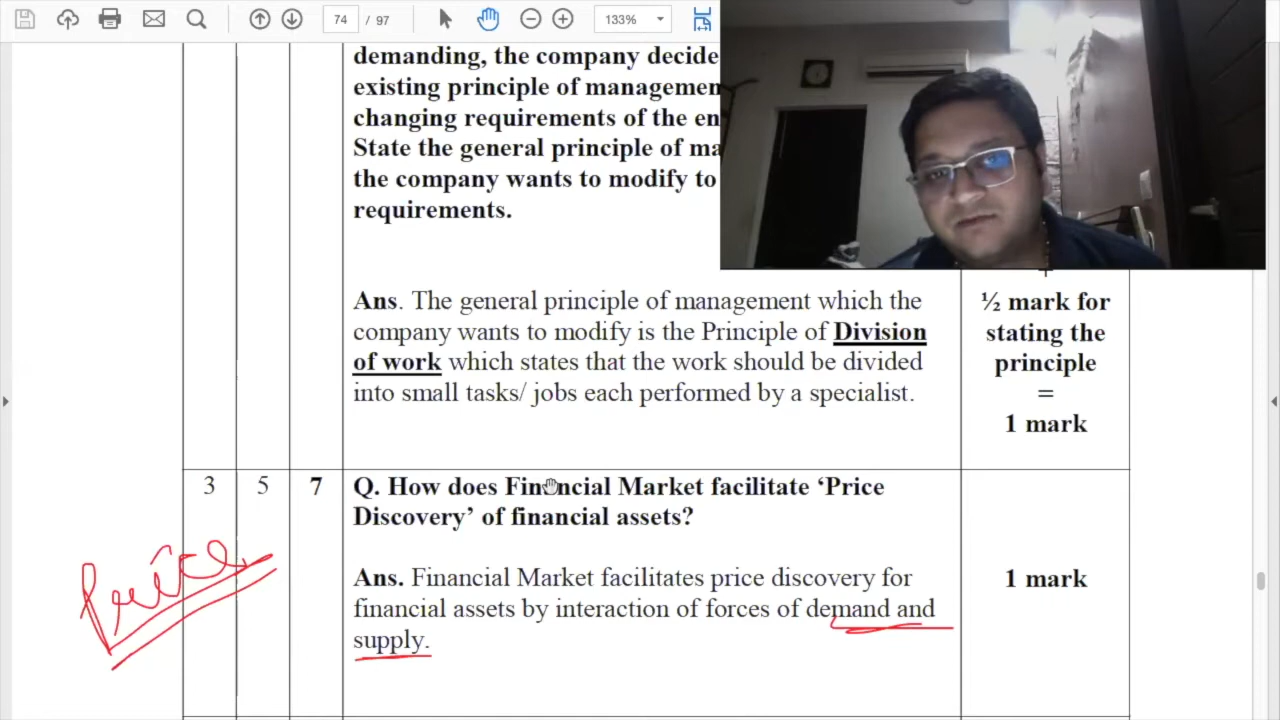 74 / 97
133%
demanding, the company decide
existing principle of managemen
changing requirements of the en
State the general principle of ma
the company wants to modify to
requirements.
Ans. The general principle of management which the
company wants to modify is the Principle of Division
of work which states that the work should be divided
into small tasks/ jobs each performed by a specialist.
+
½ mark for
stating the
principle
=
1 mark
3 5 7 Q. How does Financial Market facilitate ‘Price
Discovery’ of financial assets?
Ans. Financial Market facilitates price discovery for
financial assets by interaction of forces of demand and
supply.
1 mark
Price